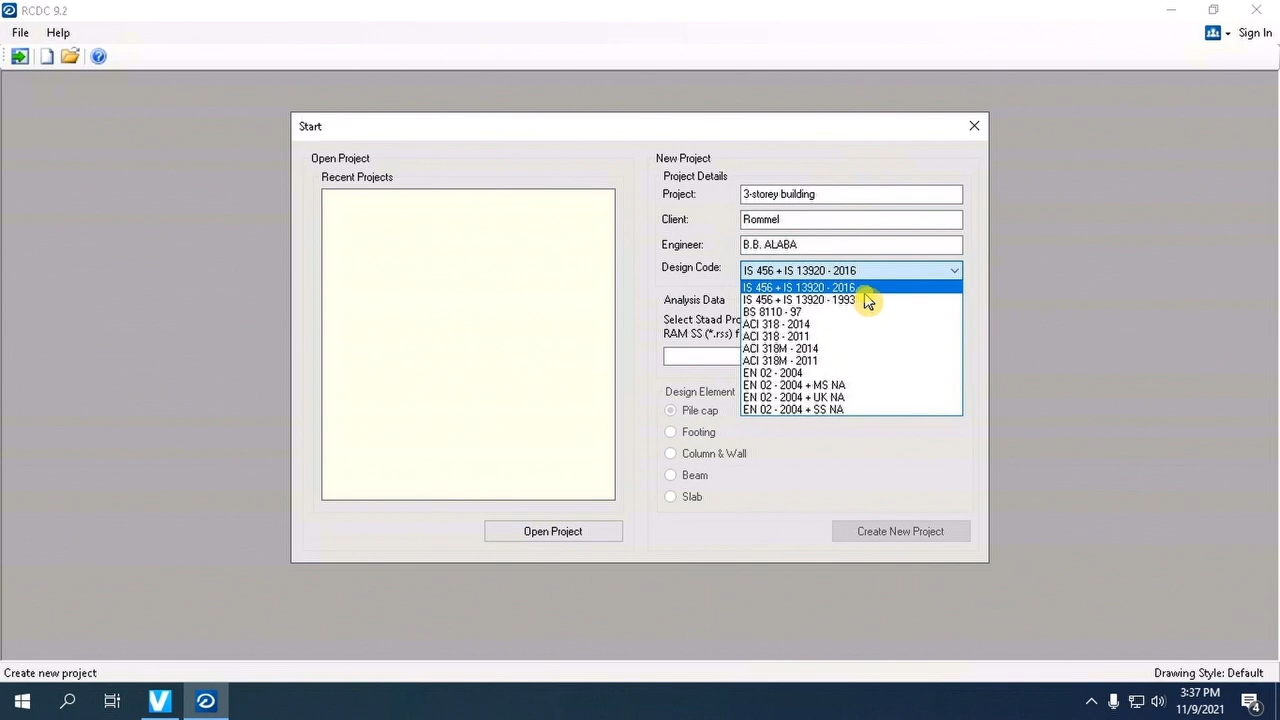 RCDC 9.2
File Help
Sign In
Start
Open Project
Recent Projects
Open Project
New Project
Project Details
Project: 3-storey building
Client: Rommel
Engineer: B.B. ALABA
Design Code: IS 456 + IS 13920 - 2016
IS 456 + IS 13920 - 2016
IS 456 + IS 13920 - 1993
BS 8110 - 97
ACI 318 - 2014
ACI 318 - 2011
ACI 318M - 2014
ACI 318M - 2011
EN 02 - 2004
EN 02 - 2004 + MS NA
EN 02 - 2004 + UK NA
EN 02 - 2004 + SS NA
Analysis Data
Select Staad Pro
RAM SS (*.rss) f
Design Element
Pile cap
Footing
Column & Wall
Beam
Slab
Create New Project
Create new project
Drawing Style: Default
3:37 PM
11/9/2021
4